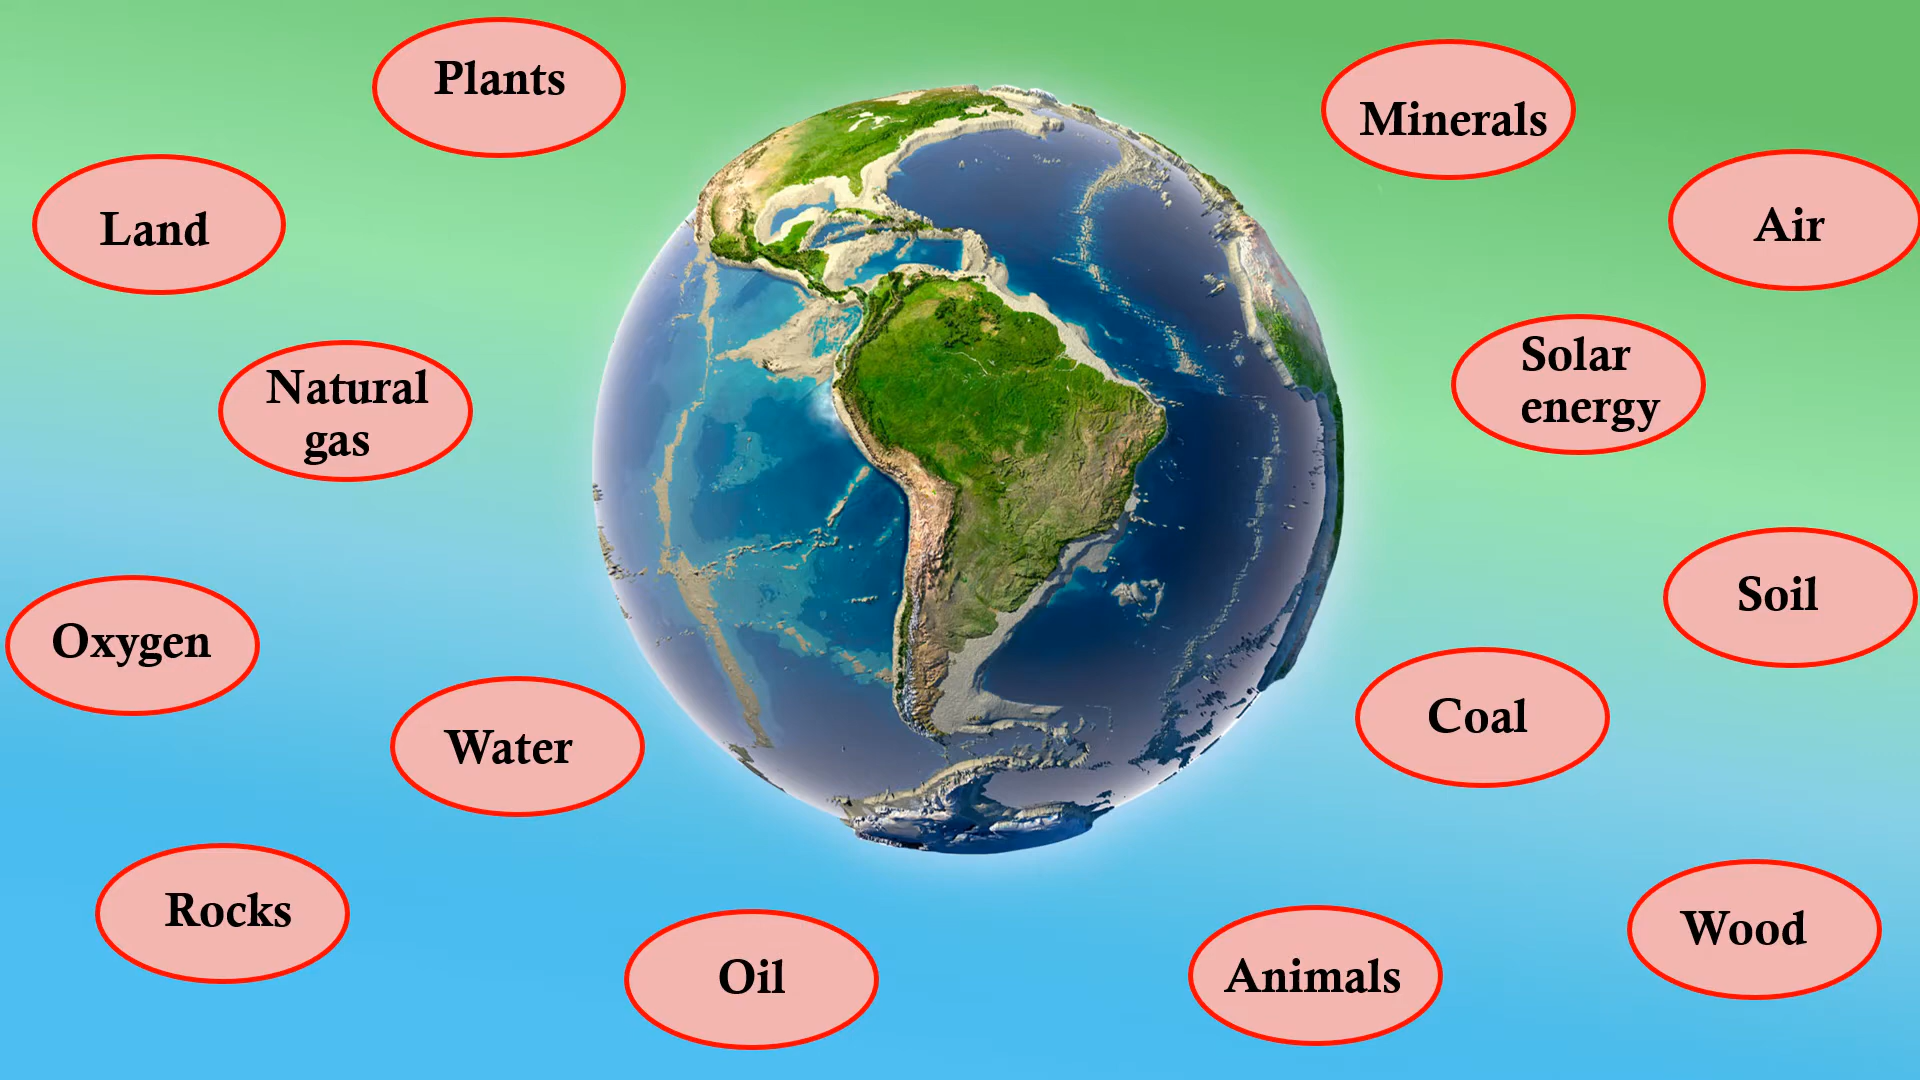 Plants
Minerals
Land
Air
Natural
gas
Solar
energy
Oxygen
Soil
Water
Coal
Rocks
Oil
Animals
Wood